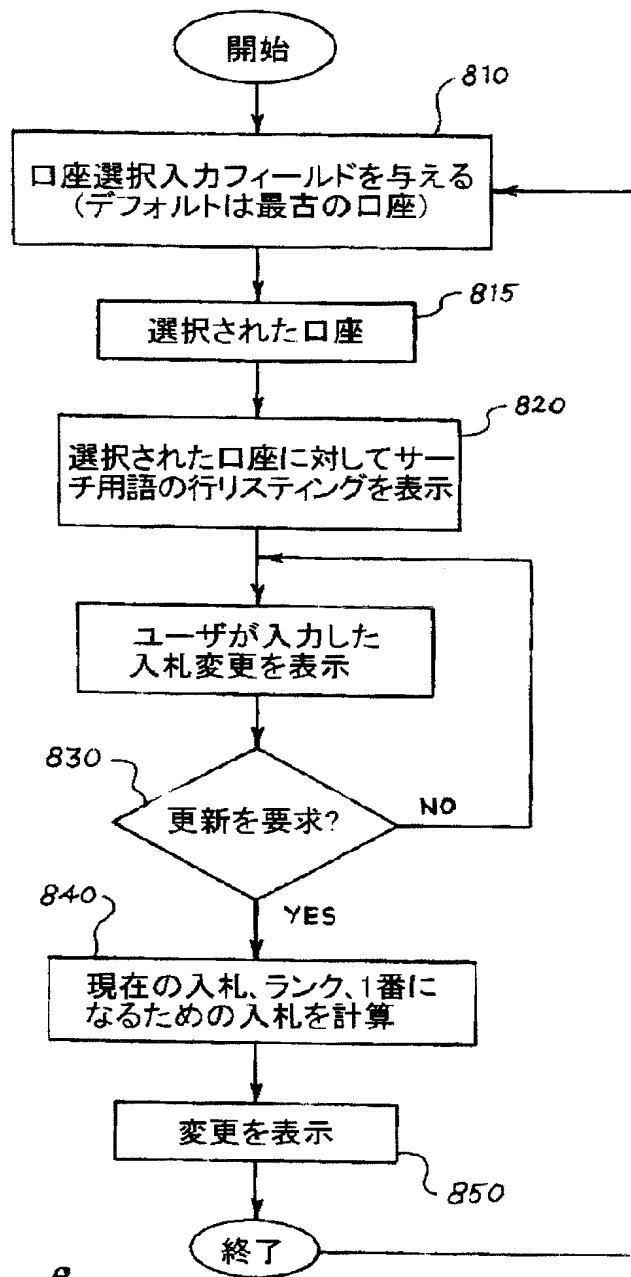 開始
810
口座選択入力フィールドを与える
(デフォルトは最古の口座)
815
選択された口座
820
選択された口座に対してサー
チ用語の行リスティングを表示
ユーザが入力した
入札変更を表示
830
更新を要求?
NO
YES
840
現在の入札、ランク、1番に
なるための入札を計算
変更を表示
850
終了